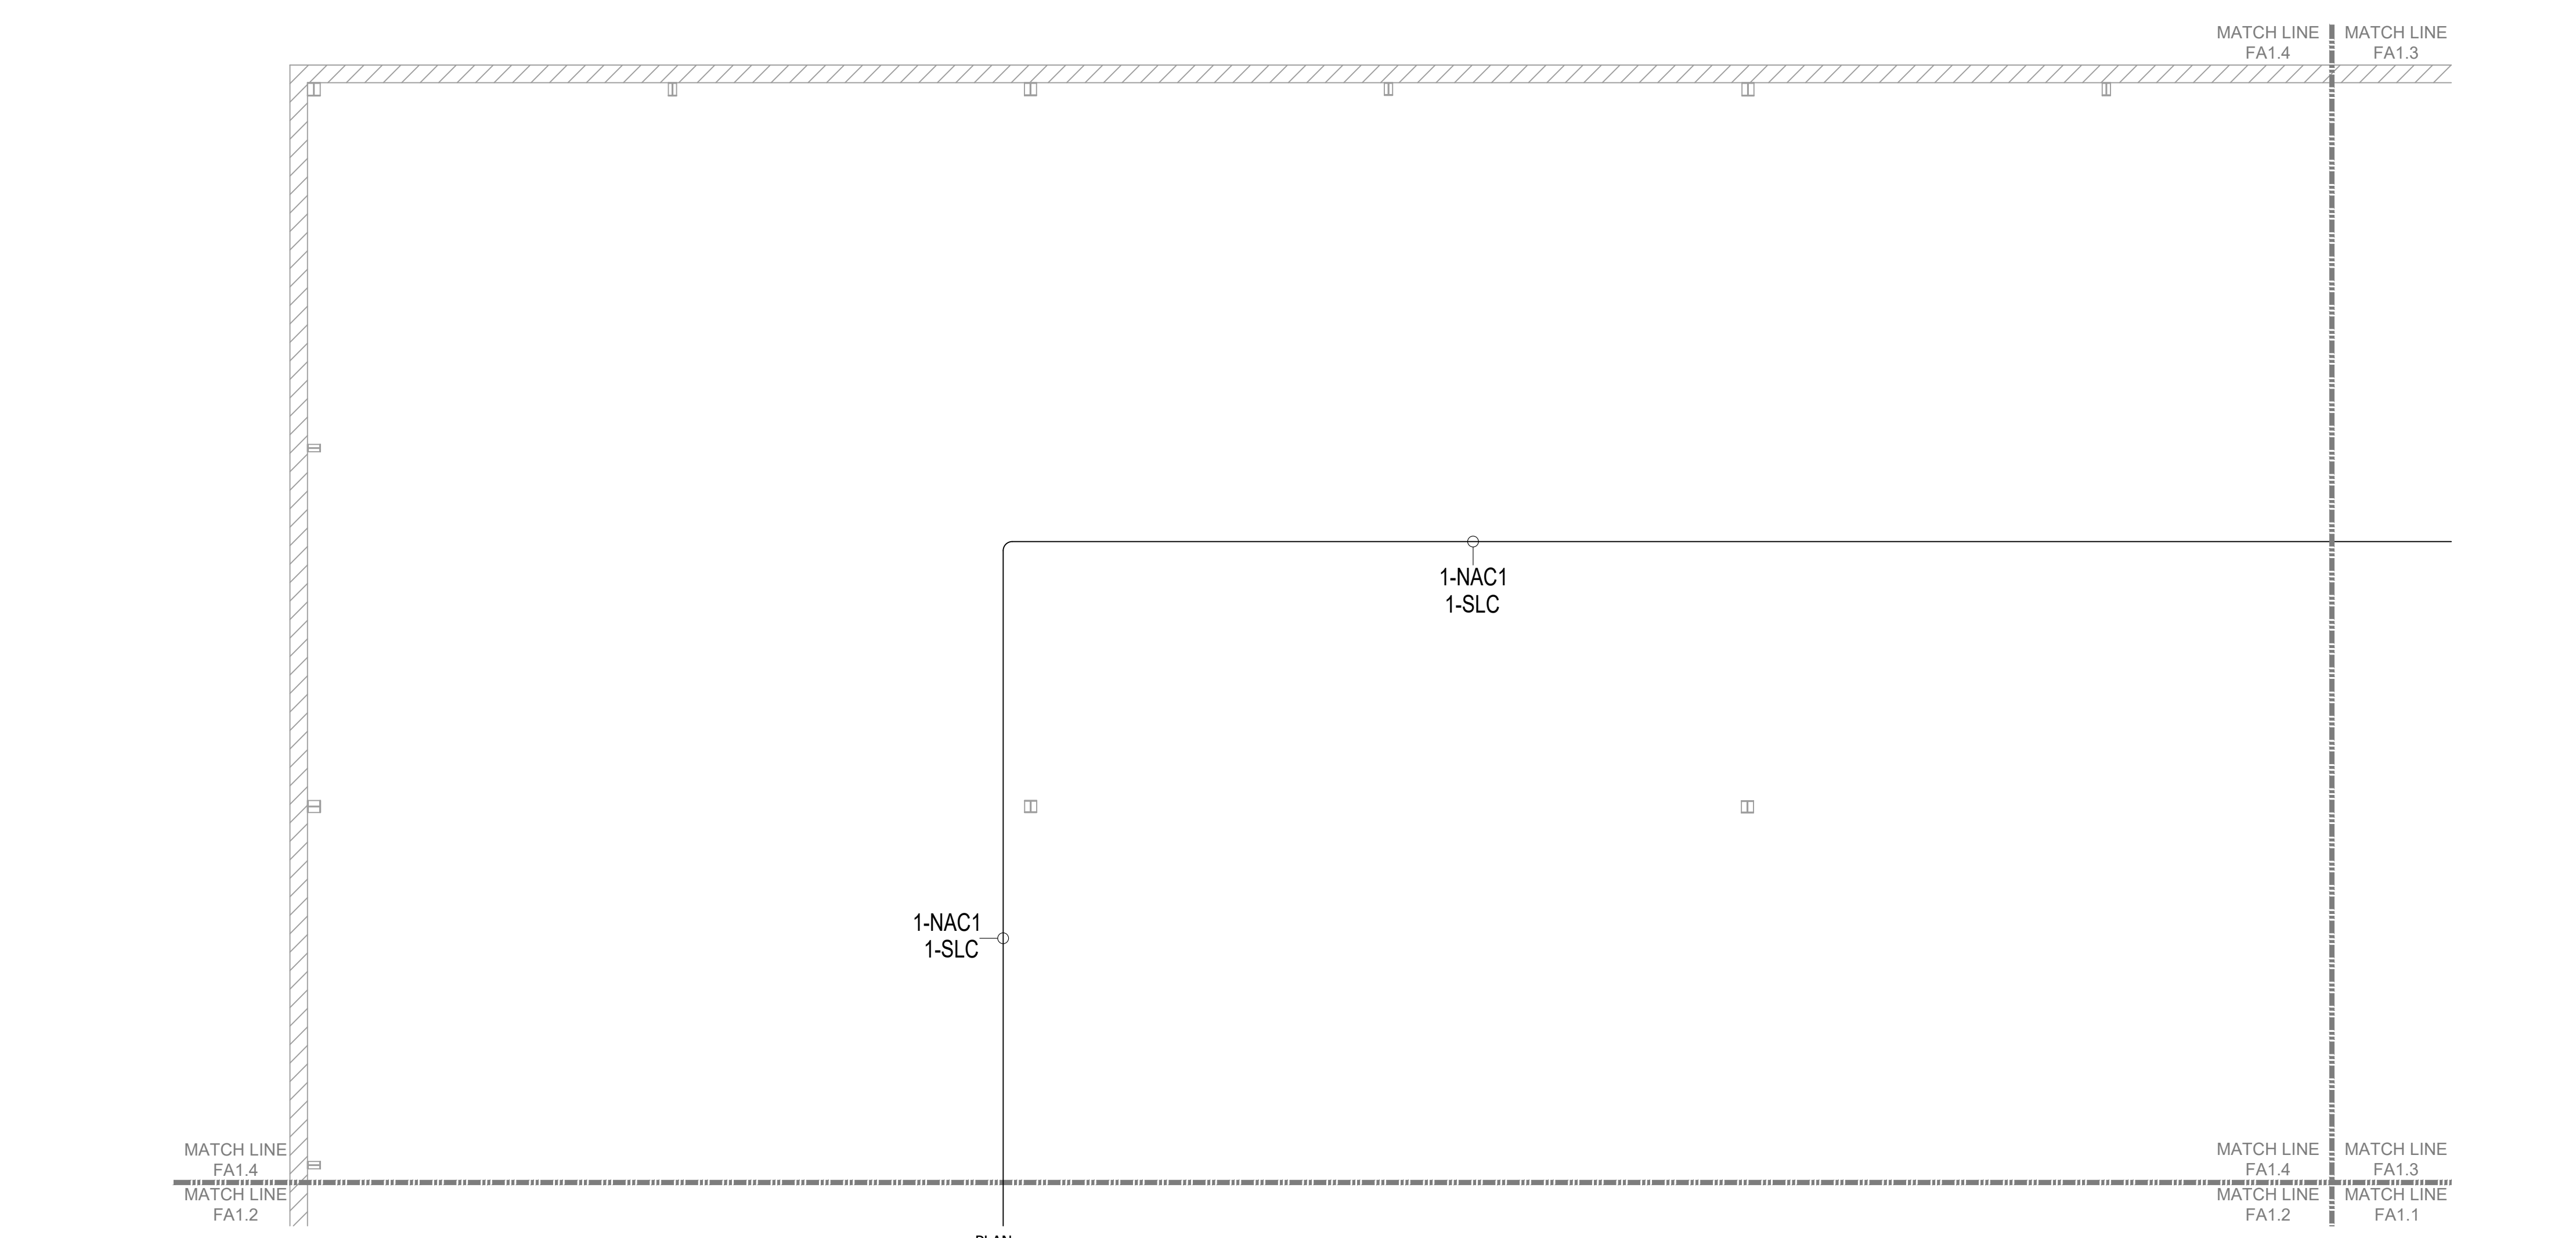 MATCH LINE
FA1.4
MATCH LINE
FA1.3
1-NAC1
1-SLC
1-NAC1
1-SLC
MATCH LINE
FA1.4
MATCH LINE
FA1.2
MATCH LINE
FA1.4
MATCH LINE
FA1.3
MATCH LINE
FA1.2
MATCH LINE
FA1.1
PLAN